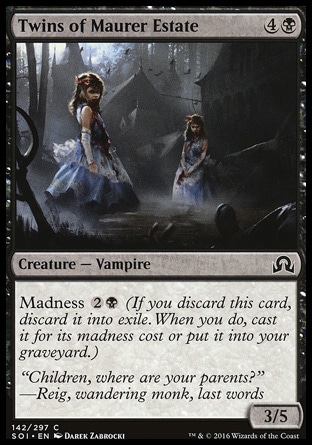 Twins of Maurer Estate 4
Creature — Vampire
Madness 2 (If you discard this card,
discard it into exile. When you do, cast
it for its madness cost or put it into your
graveyard.)
“Children, where are your parents?”
—Reig, wandering monk, last words
3/5
142/297 C
SOI • EN DAREK ZABROCKI
™ & © 2016 Wizards of the Coast